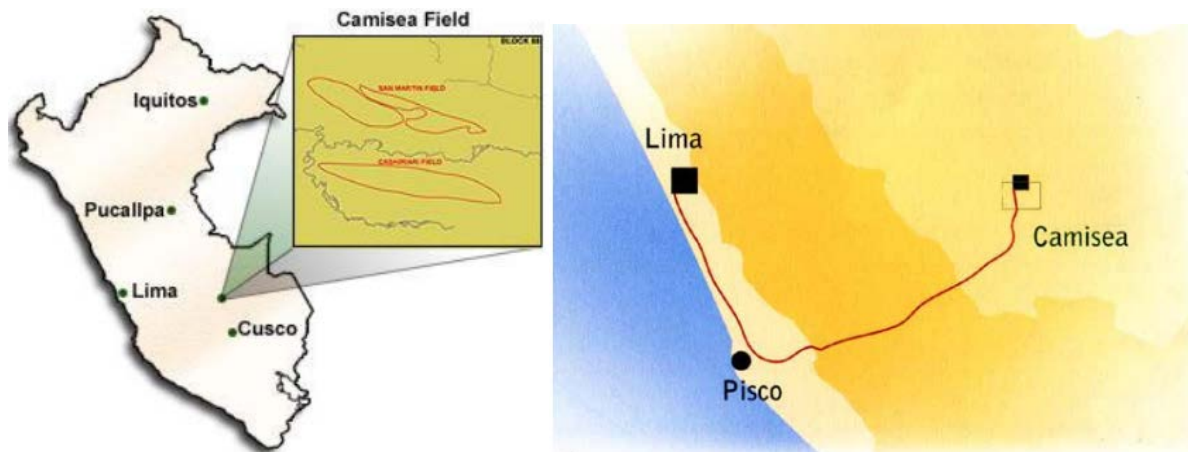 Camisea Field
BLOCK 88
SAN MARTIN FIELD
CASHIRIARI FIELD
Iquitos
Pucallpa
Lima
Cusco
Lima
Camisea
Pisco